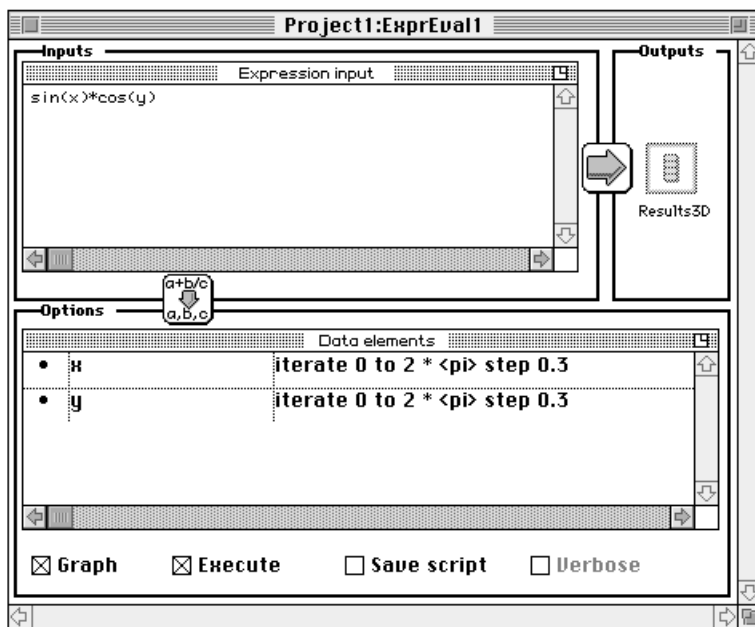 Project1:ExprEval1
Inputs
Outputs
Expression input
sin(x)*cos(y)
Results3D
a+b/c
a,b,c
Options
Data elements
• x iterate 0 to 2 * <pi> step 0.3
• y iterate 0 to 2 * <pi> step 0.3
Graph Execute Save script Verbose